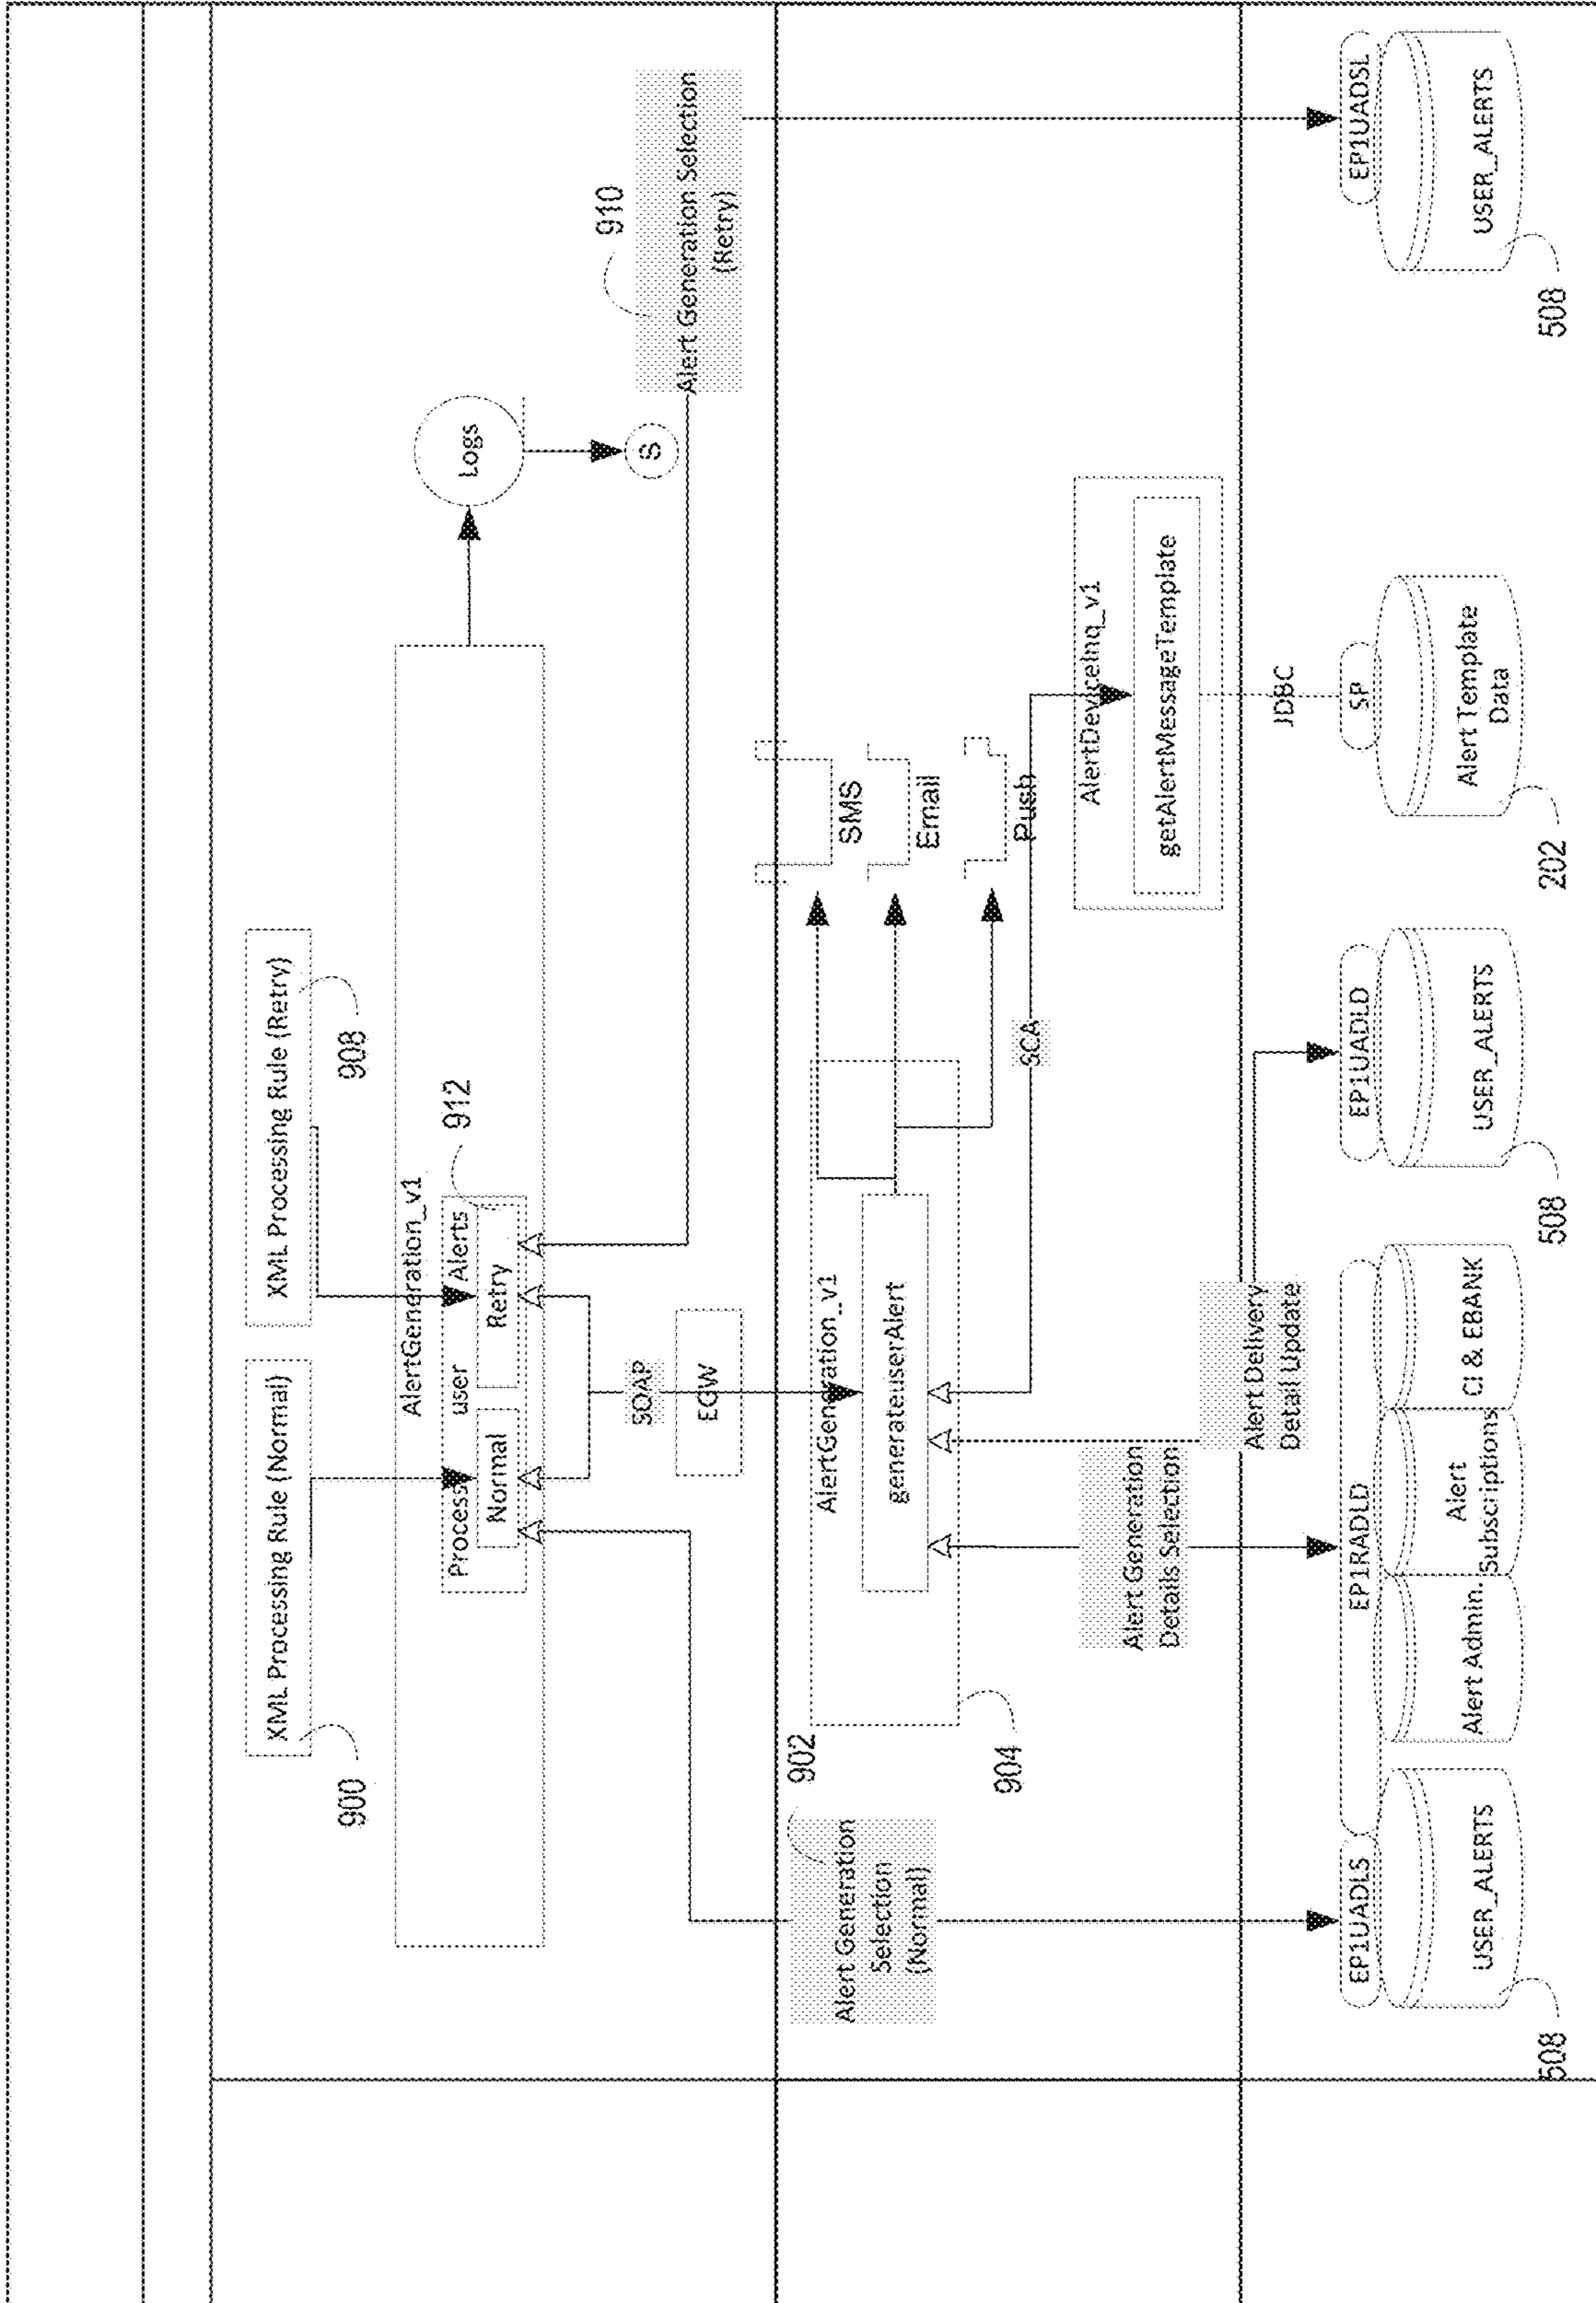 XML Processing Rule (Normal)
900
XML Processing Rule (Retry)
908
AlertGeneration_v1
912
Process user Alerts
Normal
Retry
Logs
S
910
Alert Generation Selection
(Retry)
SOAP
EGW
902
Alert Generation
Selection
(Normal)
AlertGeneration_v1
generateuserAlert
904
SMS
Email
Push
SCA
AlertDeviceInq_v1
getAlertMessageTemplate
Alert Generation
Details Selection
Alert Delivery
Detail Update
JDBC
EP1UADLS
USER_ALERTS
508
EP1RADLD
Alert Admin.
Alert
Subscriptions
CI & EBANK
EP1UADLD
USER_ALERTS
508
SP
Alert Template
Data
202
EP1UADSL
USER_ALERTS
508